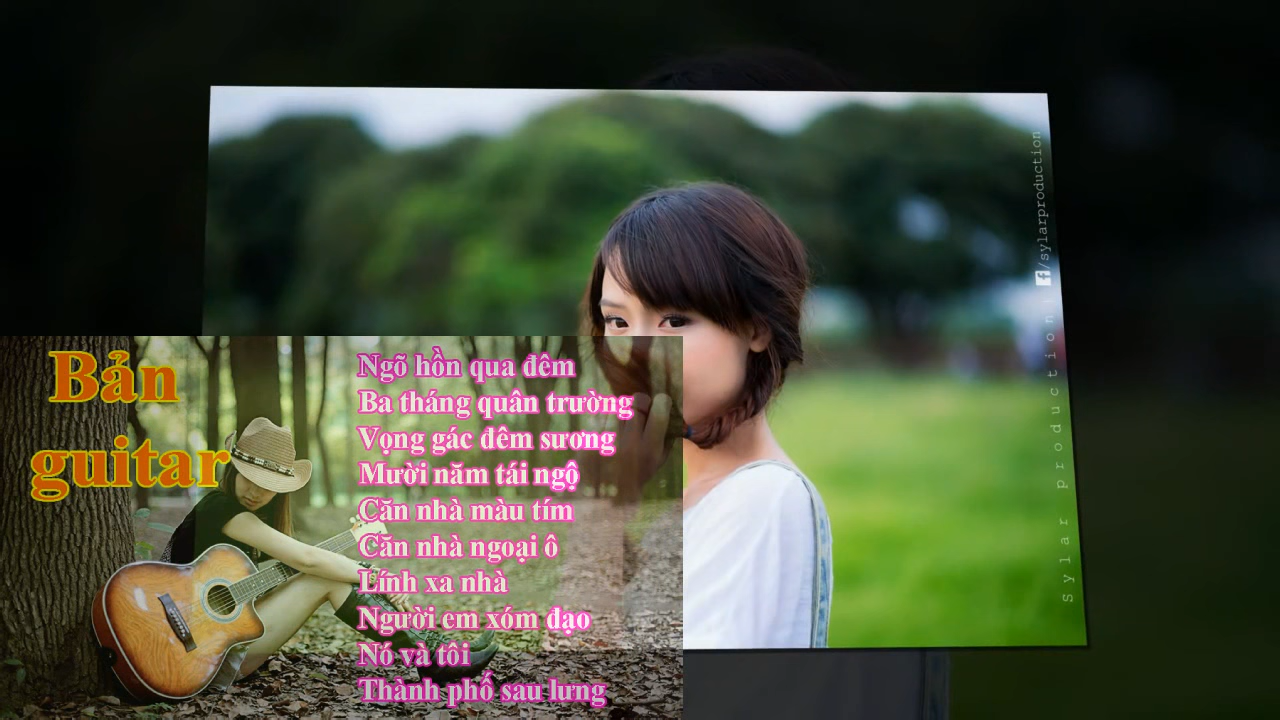 Bản
guitar
Ngõ hồn qua đêm
Ba tháng quân trường
Vọng gác đêm sương
Mười năm tái ngộ
Căn nhà màu tím
Căn nhà ngoại ô
Lính xa nhà
Người em xóm đạo
Nó và tôi
Thành phố sau lưng
sylar production | f/sylarproduction